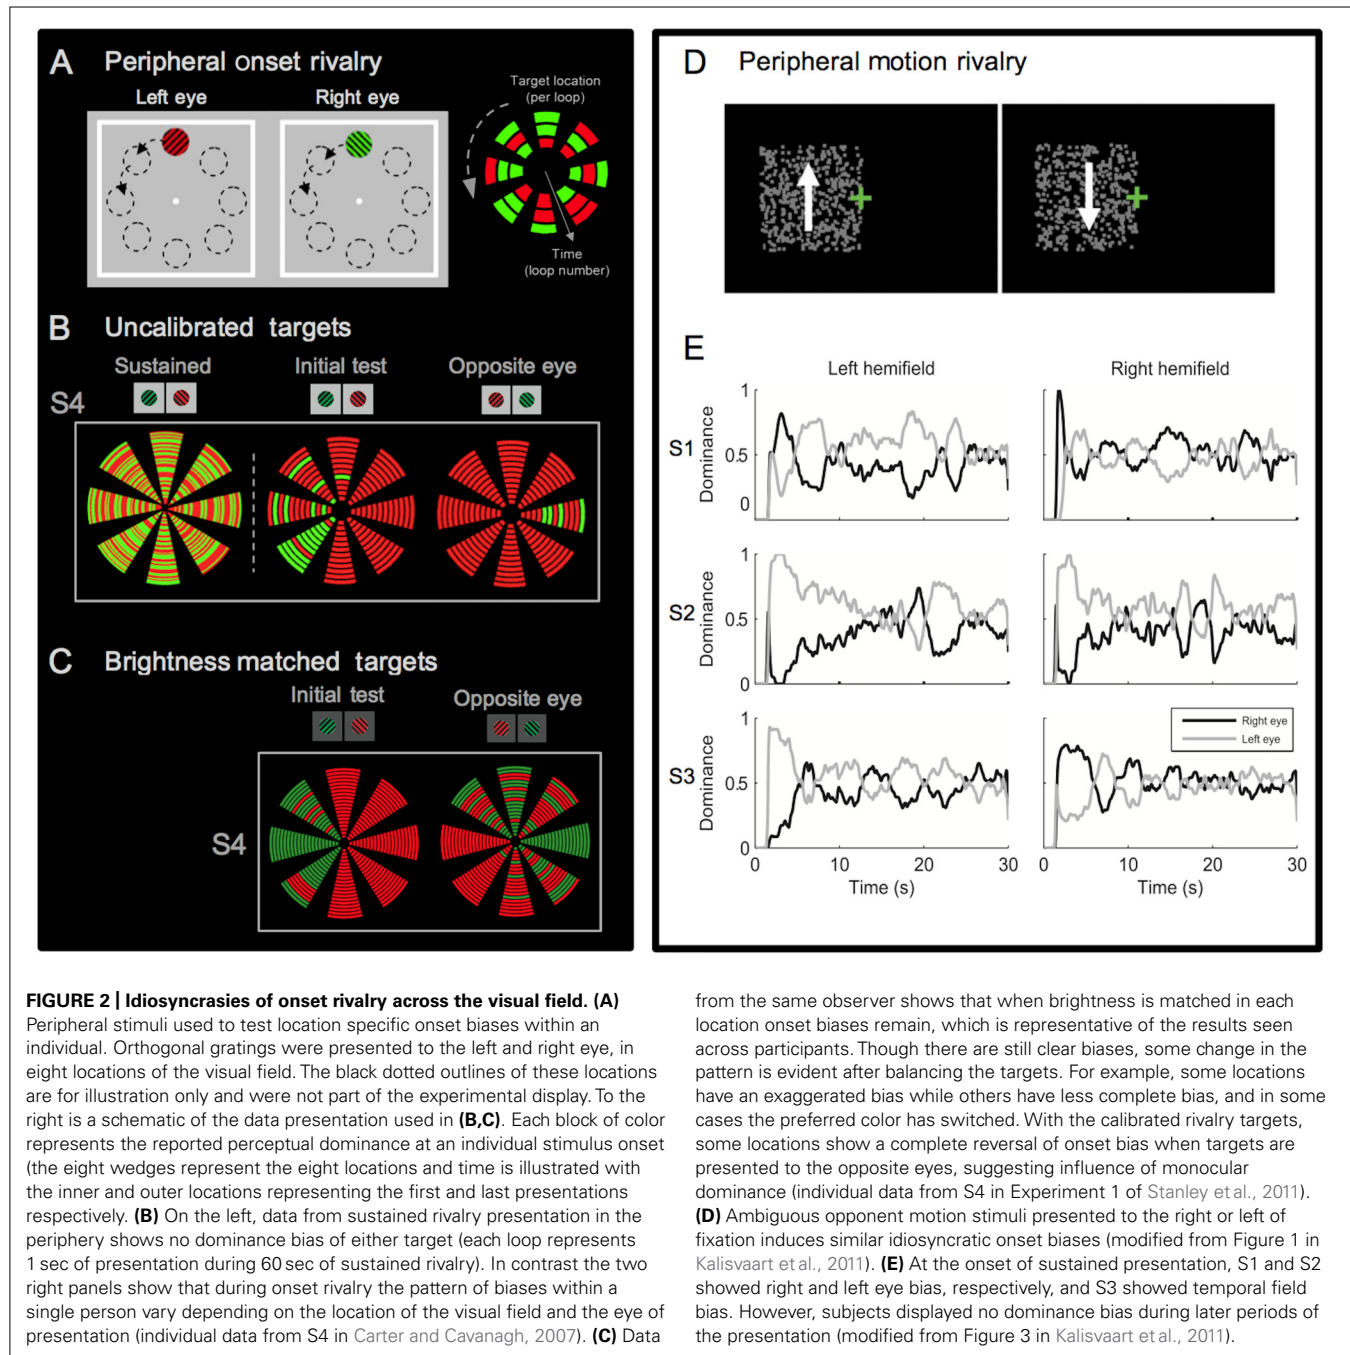 A Peripheral onset rivalry
Left eye
Right eye
Target location
(per loop)
Time
(loop number)
B Uncalibrated targets
Sustained
Initial test
Opposite eye
S4
C Brightness matched targets
Initial test
Opposite eye
S4
D Peripheral motion rivalry
E
Left hemifield
Right hemifield
S1
Dominance
1
0.5
0
S2
Dominance
1
0.5
0
S3
Dominance
1
0.5
0
Right eye
Left eye
0 10 20 30
0 10 20 30
Time (s)
Time (s)
FIGURE 2 | Idiosyncrasies of onset rivalry across the visual field. (A)
Peripheral stimuli used to test location specific onset biases within an
individual. Orthogonal gratings were presented to the left and right eye, in
eight locations of the visual field. The black dotted outlines of these locations
are for illustration only and were not part of the experimental display. To the
right is a schematic of the data presentation used in (B,C). Each block of color
represents the reported perceptual dominance at an individual stimulus onset
(the eight wedges represent the eight locations and time is illustrated with
the inner and outer locations representing the first and last presentations
respectively. (B) On the left, data from sustained rivalry presentation in the
periphery shows no dominance bias of either target (each loop represents
1 sec of presentation during 60 sec of sustained rivalry). In contrast the two
right panels show that during onset rivalry the pattern of biases within a
single person vary depending on the location of the visual field and the eye of
presentation (individual data from S4 in Carter and Cavanagh, 2007). (C) Data
from the same observer shows that when brightness is matched in each
location onset biases remain, which is representative of the results seen
across participants. Though there are still clear biases, some change in the
pattern is evident after balancing the targets. For example, some locations
have an exaggerated bias while others have less complete bias, and in some
cases the preferred color has switched. With the calibrated rivalry targets,
some locations show a complete reversal of onset bias when targets are
presented to the opposite eyes, suggesting influence of monocular
dominance (individual data from S4 in Experiment 1 of Stanley et al., 2011).
(D) Ambiguous opponent motion stimuli presented to the right or left of
fixation induces similar idiosyncratic onset biases (modified from Figure 1 in
Kalisvaart et al., 2011). (E) At the onset of sustained presentation, S1 and S2
showed right and left eye bias, respectively, and S3 showed temporal field
bias. However, subjects displayed no dominance bias during later periods of
the presentation (modified from Figure 3 in Kalisvaart et al., 2011).